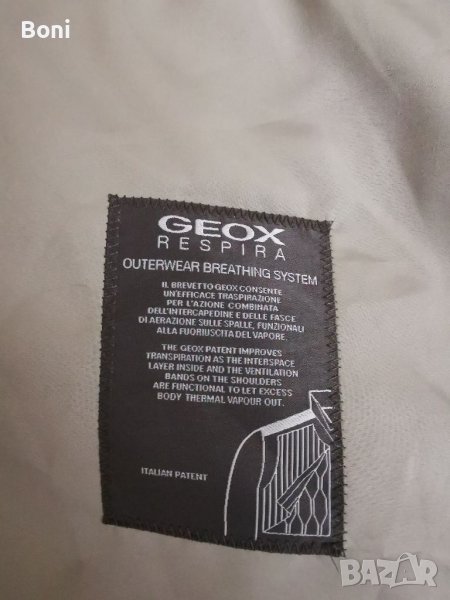 Boni
GEOX
RESPIRA
OUTERWEAR BREATHING SYSTEM
IL BREVETTO GEOX CONSENTE
UN'EFFICACE TRASPIRAZIONE
PER L'AZIONE COMBINATA
DELL'INTERCAPEDINE E DELLE FASCE
DI AERAZIONE SULLE SPALLE, FUNZIONALI
ALLA FUORIUSCITA DEL VAPORE.
THE GEOX PATENT IMPROVES
TRANSPIRATION AS THE INTERSPACE
LAYER INSIDE AND THE VENTILATION
BANDS ON THE SHOULDERS
ARE FUNCTIONAL TO LET EXCESS
BODY THERMAL VAPOUR OUT.
ITALIAN PATENT
BAZAR